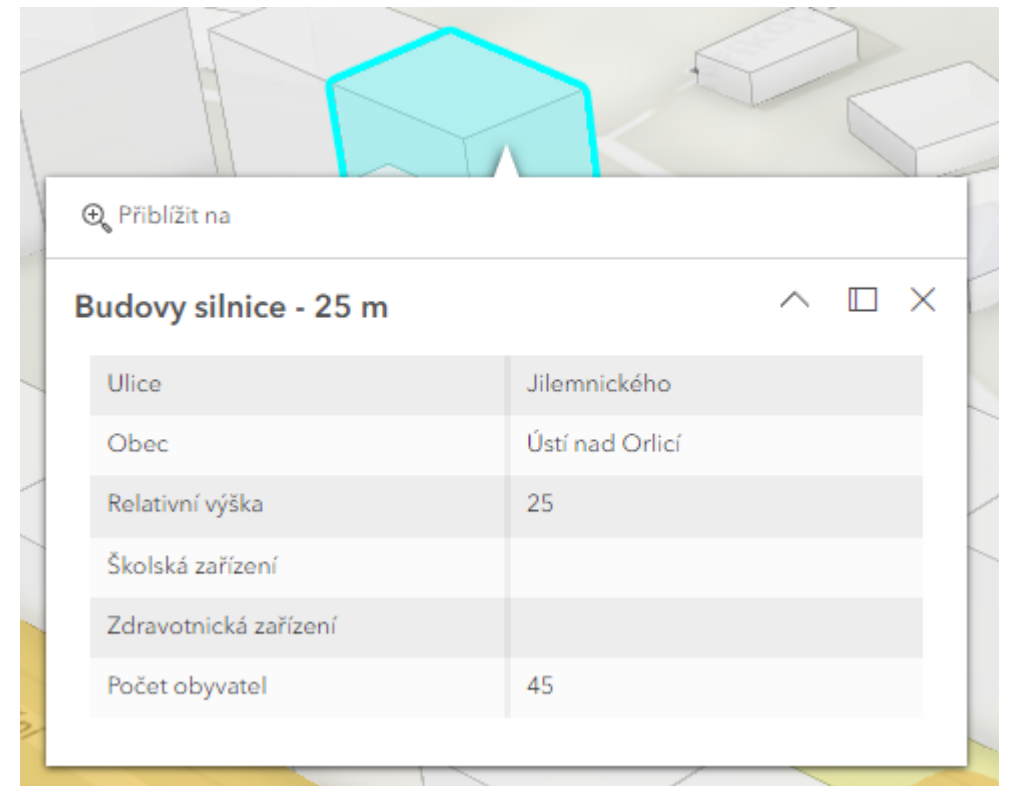 Přiblížit na
Budovy silnice - 25 m
Ulice Jilemnického
Obec Ústí nad Orlicí
Relativní výška 25
Školská zařízení
Zdravotnická zařízení
Počet obyvatel 45